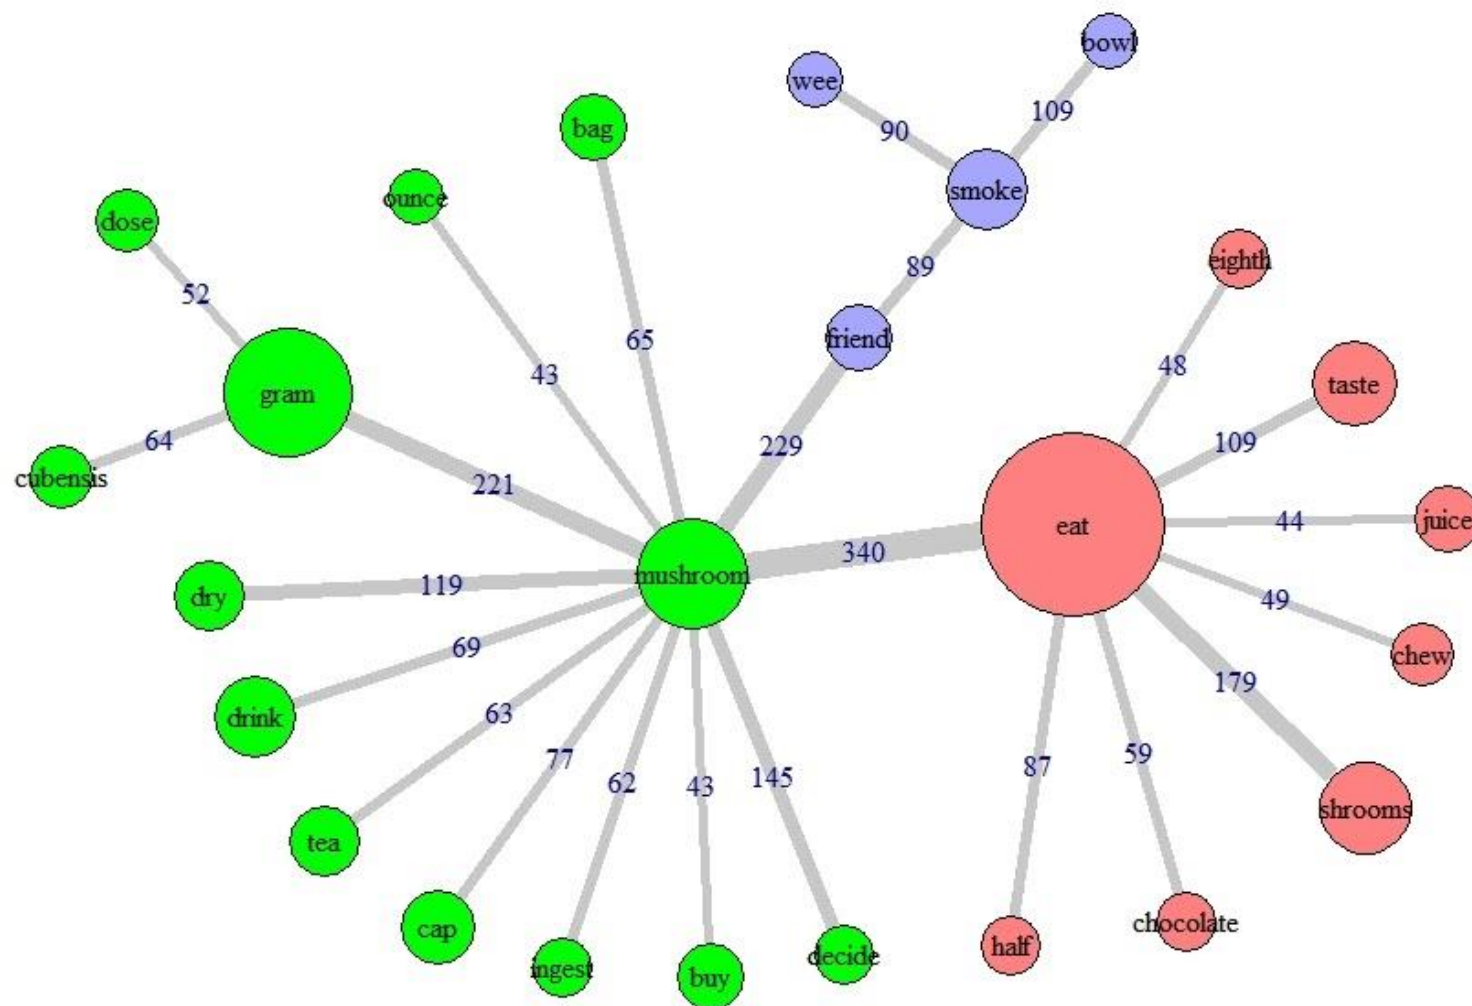 bowl
wee
109
90
bag
smoke
ounce
dose
eighth
89
52
65
friend
48
43
taste
gram
64
229
109
cubensis
221
juice
44
340
eat
mushroom
119
dry
49
69
chew
179
63
drink
59
77
87
145
62
43
shrooms
tea
chocolate
cap
half
decide
ingest
buy